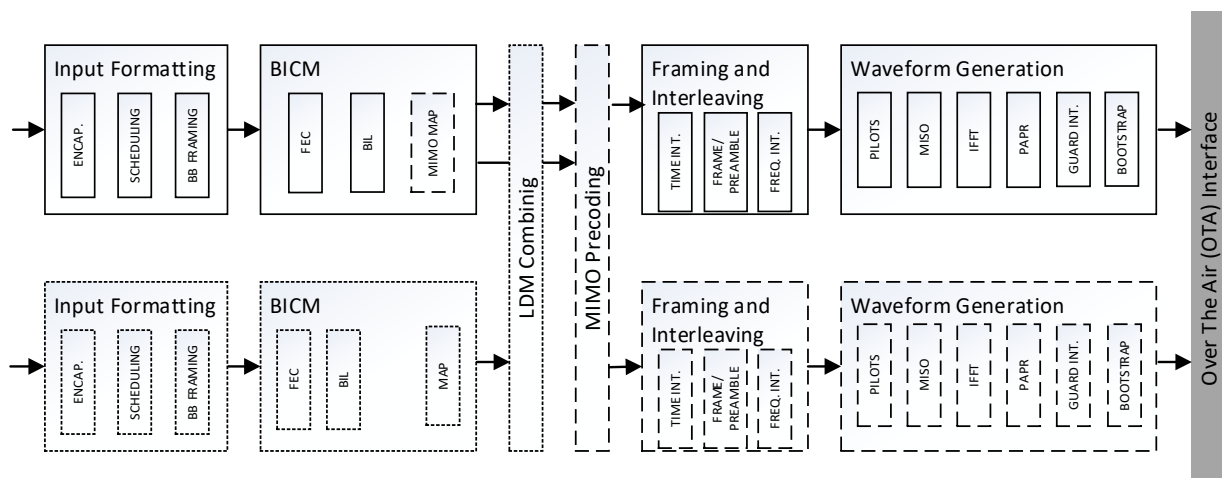 Input Formatting
ENCAP.
SCHEDULING
BB FRAMING
BICM
FEC
BIL
MIMO MAP
LDM Combinig
MIMO Precoding
Framing and
Interleaving
TIME INT.
FRAME/
PREAMBLE
FREQ. INT.
Waveform Generation
PILOTS
MISO
IFFT
PAPR
GUARD INT.
BOOTSTRAP
Over The Air (OTA) Interface
Input Formatting
ENCAP.
SCHEDULING
BB FRAMING
BICM
FEC
BIL
MAP
Framing and
Interleaving
TIME INT.
FRAME/
PREAMBLE
FREQ. INT.
Waveform Generation
PILOTS
MISO
IFFT
PAPR
GUARD INT.
BOOTSTRAP